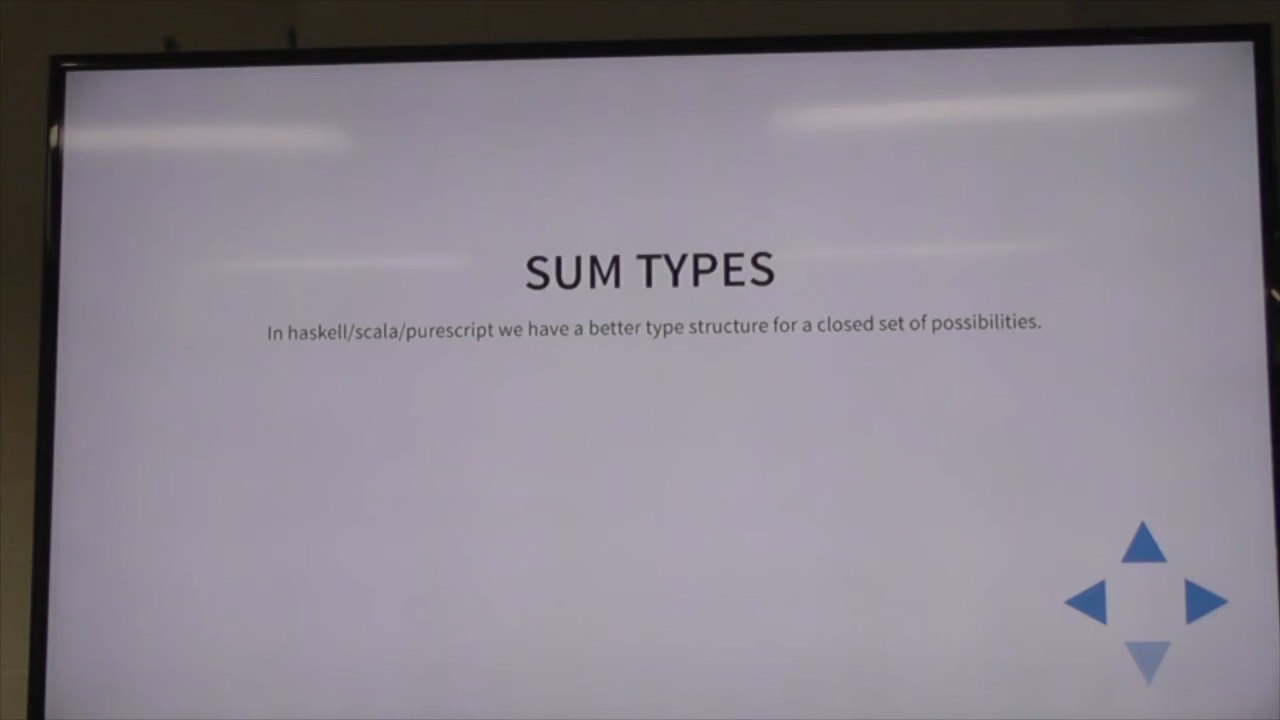 SUM TYPES
In haskell/scala/purescript we have a better type structure for a closed set of possibilities.